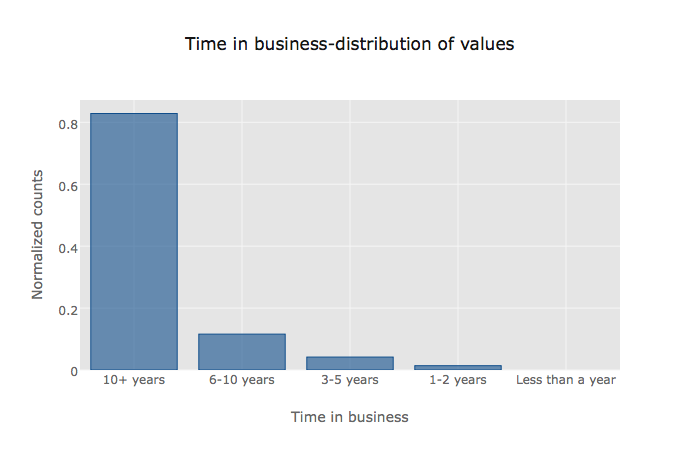 Time in business-distribution of values
Normalized counts
0.8
0.6
0.4
0.2
0
10+ years
6-10 years
3-5 years
1-2 years
Less than a year
Time in business